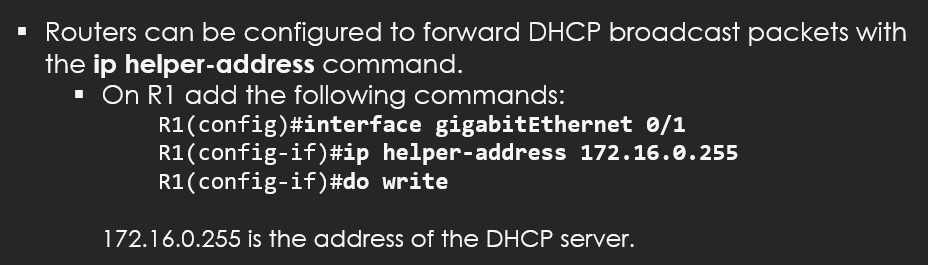 ▪ Routers can be configured to forward DHCP broadcast packets with
the ip helper-address command.
▪ On R1 add the following commands:
R1(config)#interface gigabitEthernet 0/1
R1(config-if)#ip helper-address 172.16.0.255
R1(config-if)#do write
172.16.0.255 is the address of the DHCP server.